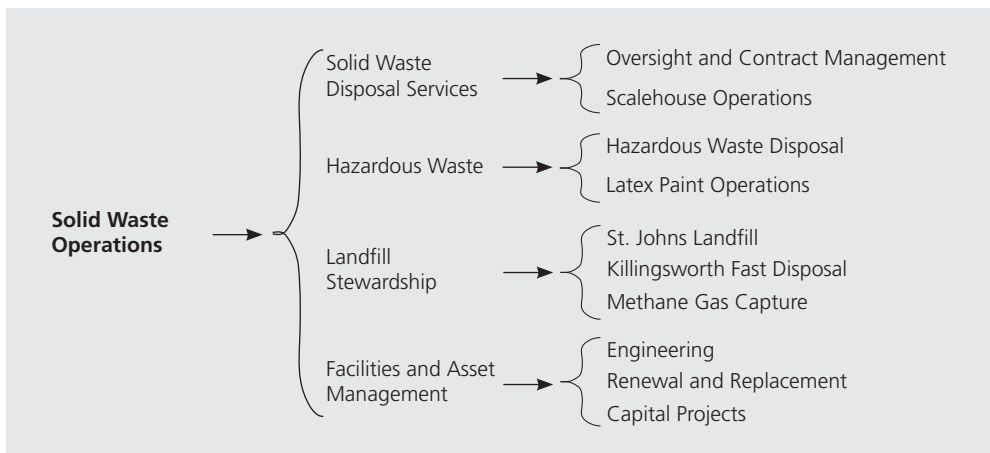 Solid Waste
Operations
Solid Waste
Disposal Services
Oversight and Contract Management
Scalehouse Operations
Hazardous Waste
Hazardous Waste Disposal
Latex Paint Operations
Landfill
Stewardship
St. Johns Landfill
Killingsworth Fast Disposal
Methane Gas Capture
Facilities and Asset
Management
Engineering
Renewal and Replacement
Capital Projects